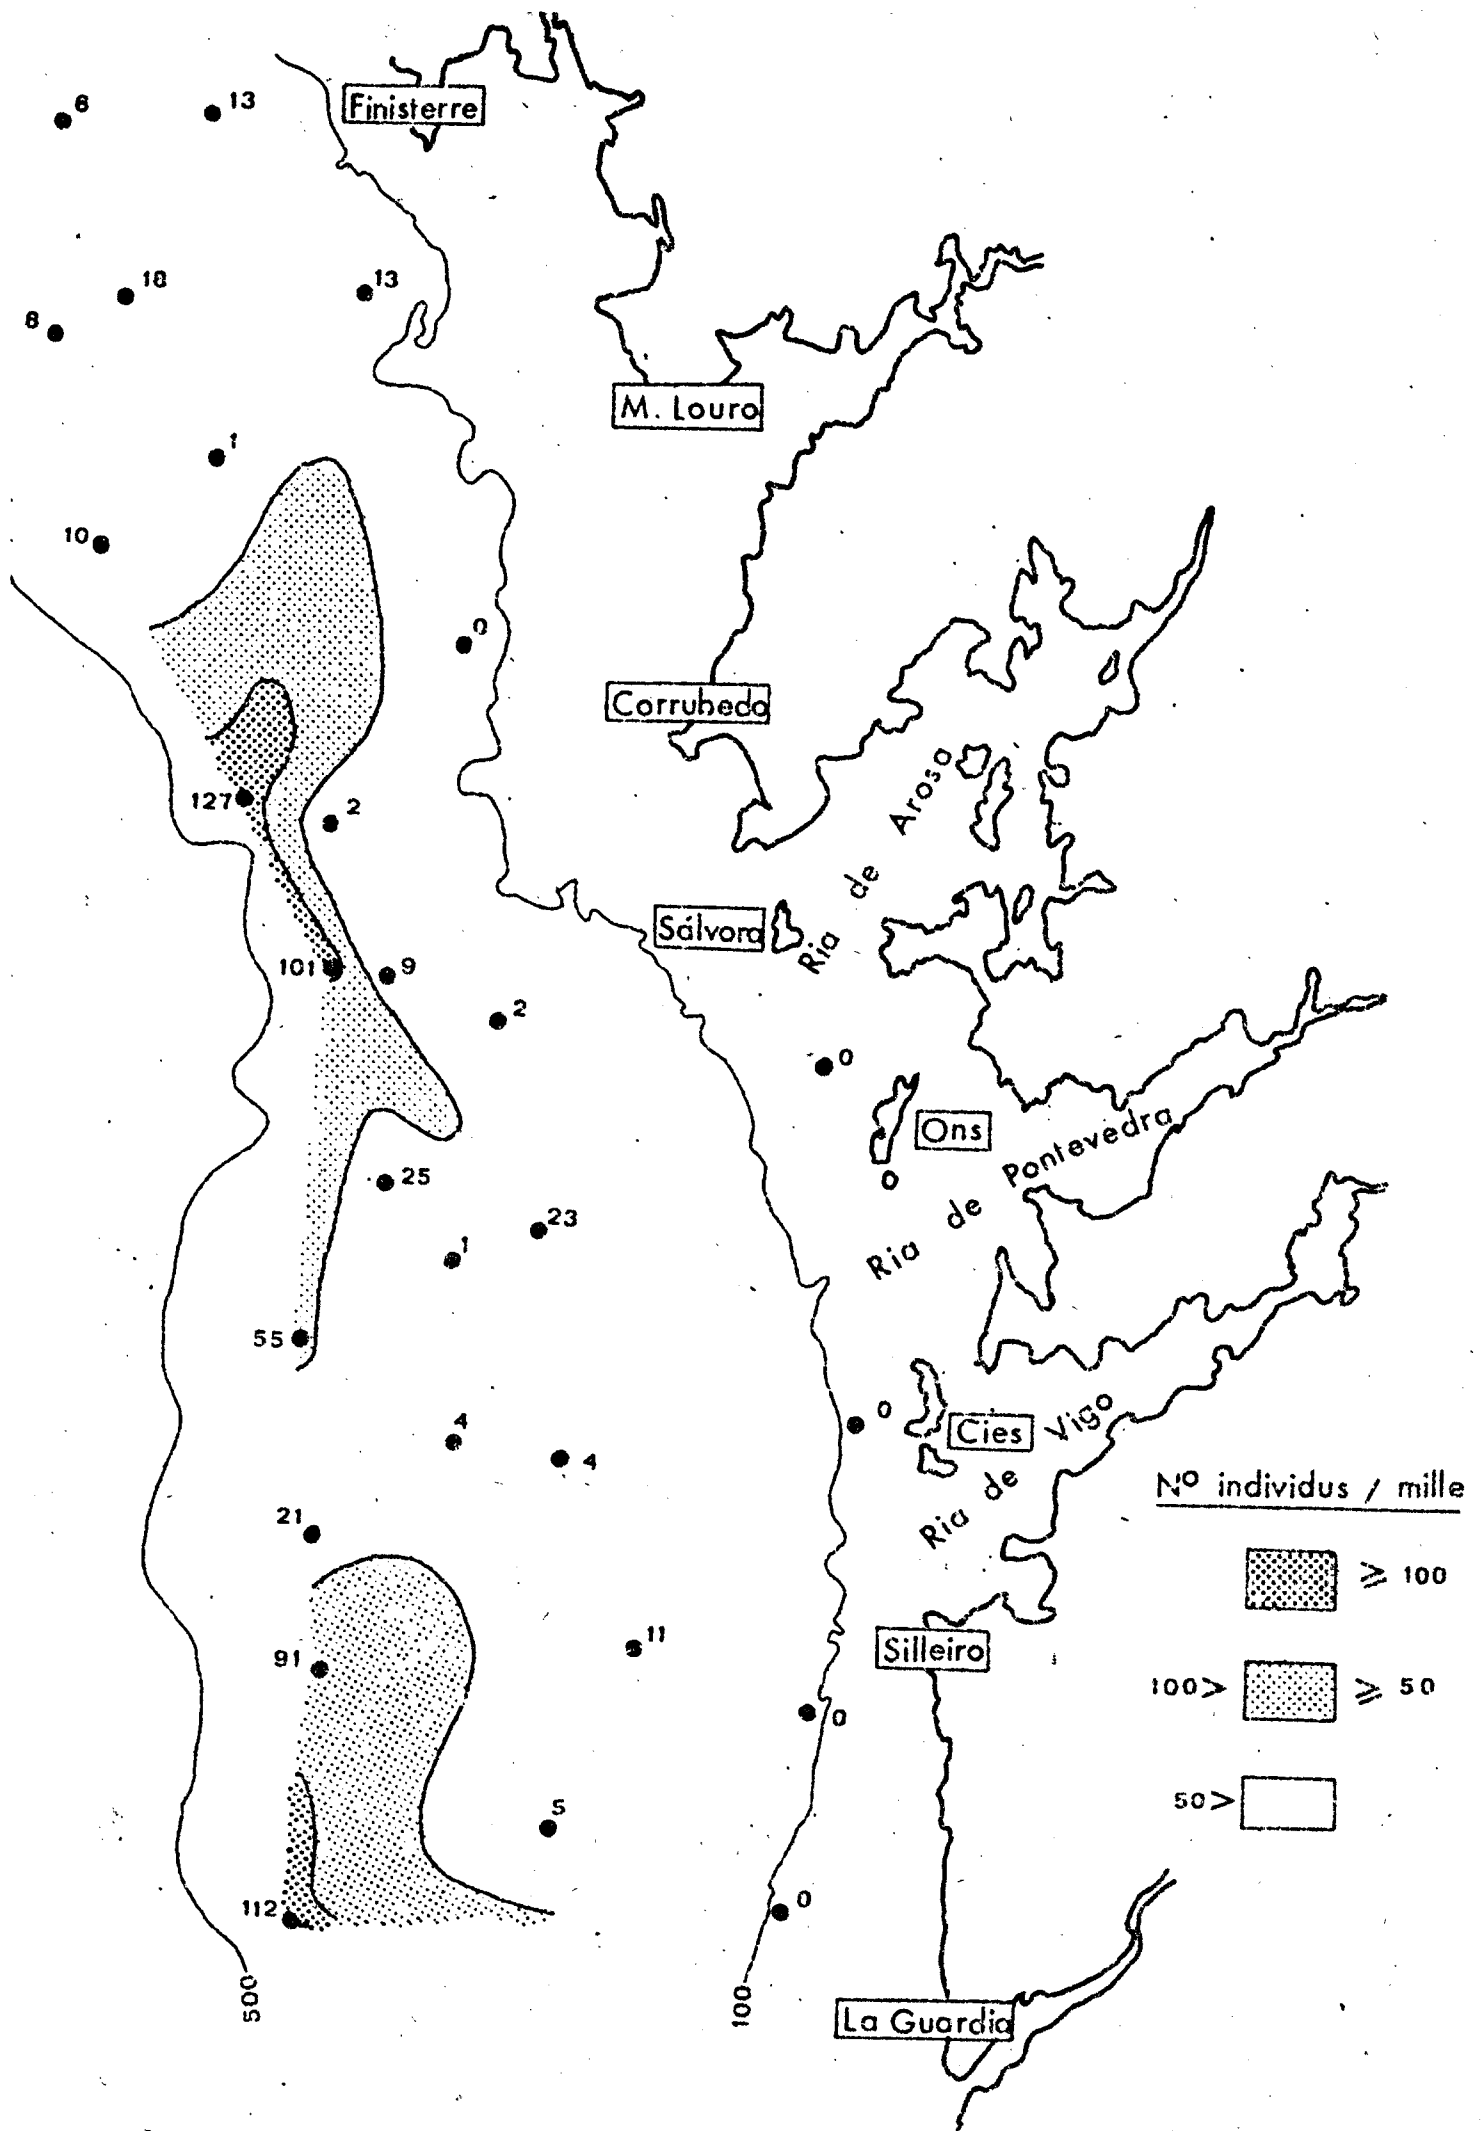 6
13
Finisterre
18
13
8
M. Louro
1
10
0
Corrubedo
127
2
Ria de Arosa
Sálvora
101
9
2
0
Ons
Ria de Pontevedra
25
23
1
55
0
4
4
Cies
Ria de Vigo
Nº individus / mille
21
≥ 100
11
Silleiro
91
100> ≥ 50
0
50>
5
112
0
500
100
La Guardia